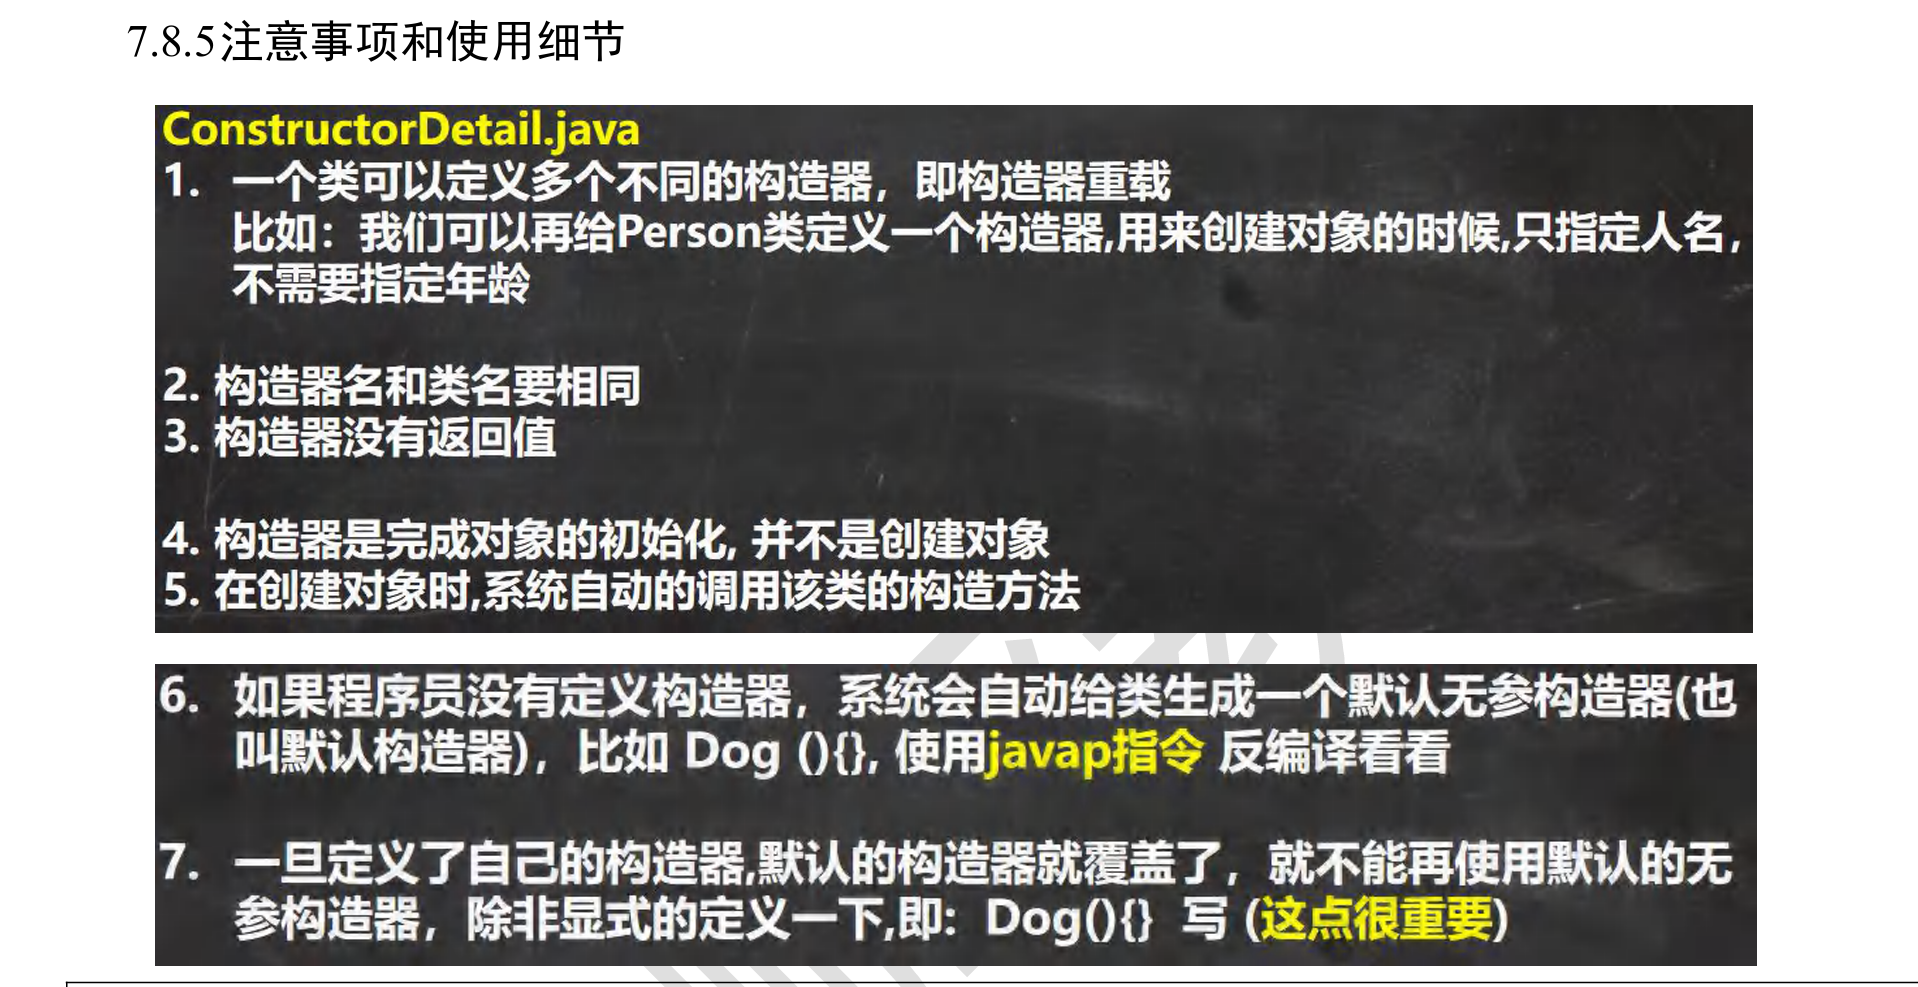 7.8.5注意事项和使用细节
ConstructorDetail.java
1. 一个类可以定义多个不同的构造器，即构造器重载
比如：我们可以再给Person类定义一个构造器,用来创建对象的时候,只指定人名，
不需要指定年龄
2. 构造器名和类名要相同
3. 构造器没有返回值
4. 构造器是完成对象的初始化, 并不是创建对象
5. 在创建对象时,系统自动的调用该类的构造方法
6. 如果程序员没有定义构造器，系统会自动给类生成一个默认无参构造器(也
叫默认构造器)，比如 Dog (){}, 使用javap指令 反编译看看
7. 一旦定义了自己的构造器,默认的构造器就覆盖了，就不能再使用默认的无
参构造器，除非显式的定义一下,即: Dog(){} 写 (这点很重要)